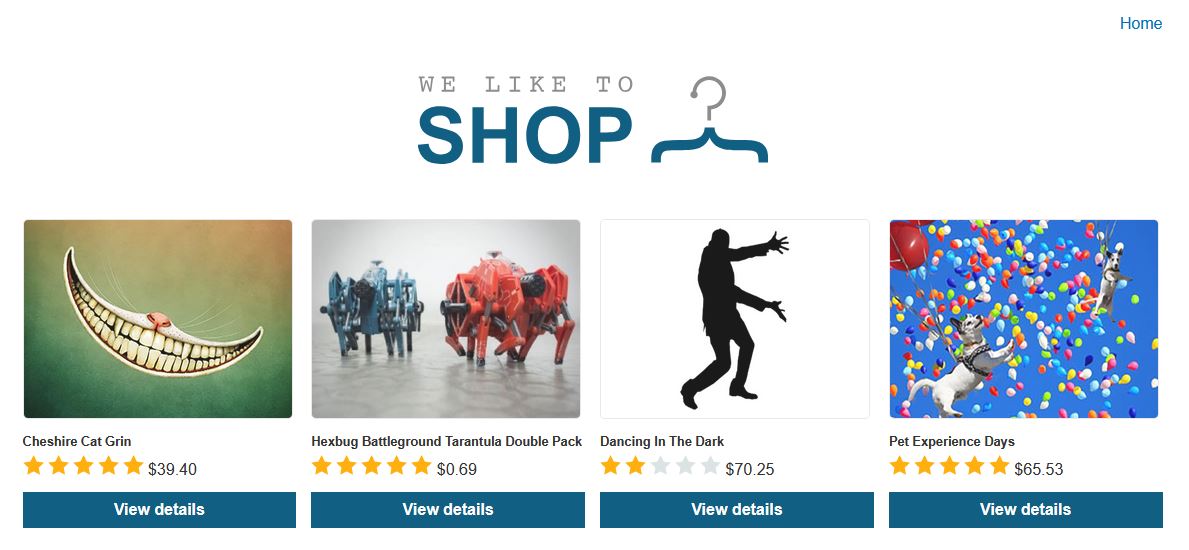 Home
WE LIKE TO
SHOP
Cheshire Cat Grin
$39.40
View details
Hexbug Battleground Tarantula Double Pack
$0.69
View details
Dancing In The Dark
$70.25
View details
Pet Experience Days
$65.53
View details